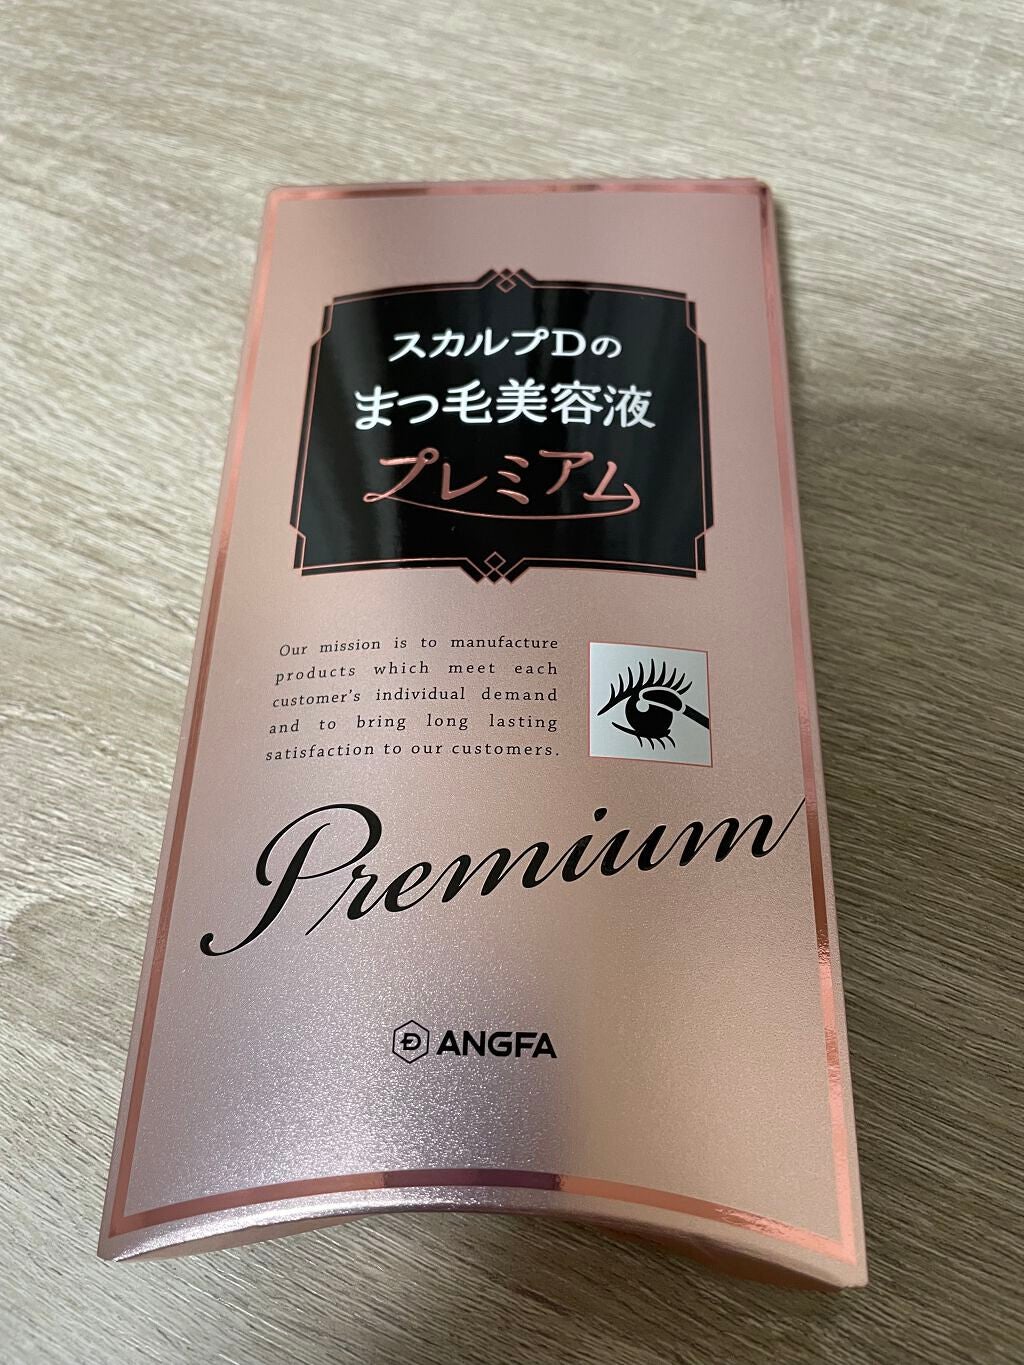 スカルプDの
まつ毛美容液
プレミアム
Our mission is to manufacture
products which meet each
customer's individual demand
and to bring long lasting
satisfaction to our customers.
Premium
Đ ANGFA